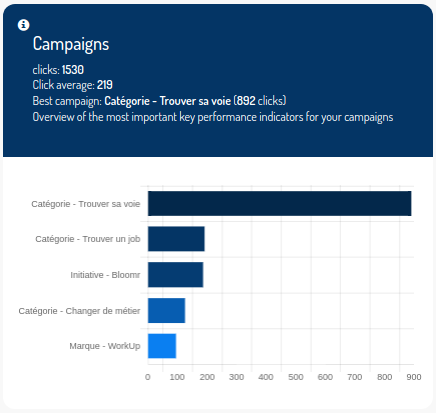 Campaigns
clicks: 1530
Click average: 219
Best campaign: Catégorie - Trouver sa voie (892 clicks)
Overview of the most important key performance indicators for your campaigns
Catégorie - Trouver sa voie
Catégorie - Trouver un job
Initiative - Bloomr
Catégorie - Changer de métier
Marque - WorkUp
0 100 200 300 400 500 600 700 800 900